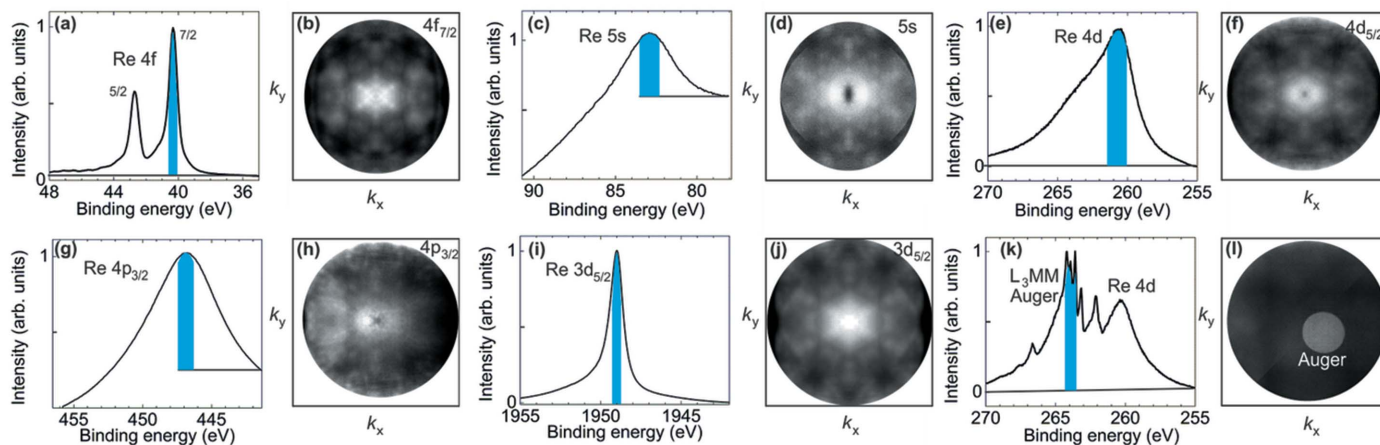 (a)
Intensity (arb. units)
1
0
Re 4f
7/2
5/2
48 44 40 36
Binding energy (eV)
(b)
4f7/2
ky
kx
(c)
Intensity (arb. units)
1
Re 5s
90 85 80
Binding energy (eV)
(d)
5s
kx
(e)
Intensity (arb. units)
1
0
Re 4d
270 265 260 255
Binding energy (eV)
(f)
4d5/2
ky
kx
(g)
Intensity (arb. units)
1
Re 4p3/2
455 450 445
Binding energy (eV)
(h)
4p3/2
ky
kx
(i)
Intensity (arb. units)
1
0
Re 3d5/2
1955 1950 1945
Binding energy (eV)
(j)
3d5/2
ky
kx
(k)
Intensity (arb. units)
1
0
L3MM
Auger
Re 4d
270 265 260 255
Binding energy (eV)
(l)
Auger
ky
kx